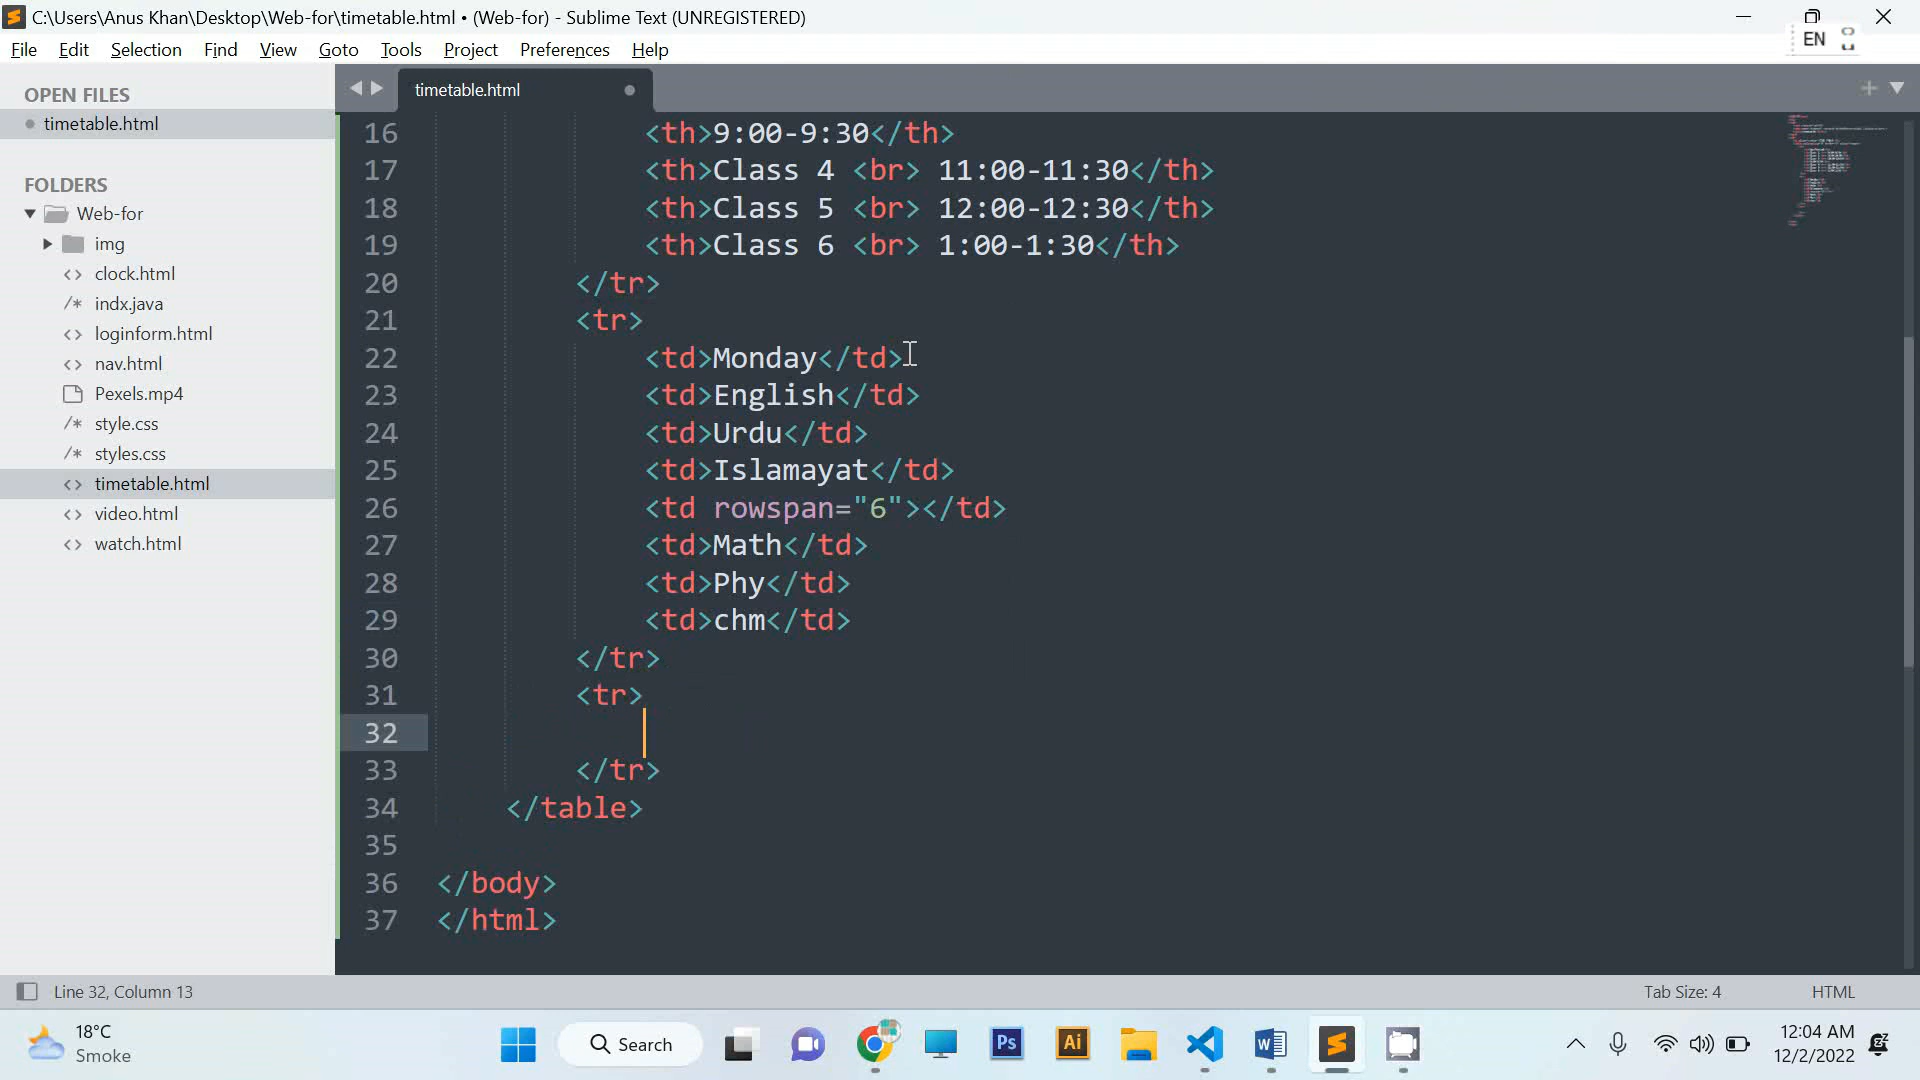 C:\Users\Anus Khan\Desktop\Web-for\timetable.html • (Web-for) - Sublime Text (UNREGISTERED)
File Edit Selection Find View Goto Tools Project Preferences Help
EN
OPEN FILES
timetable.html
FOLDERS
Web-for
img
clock.html
indx.java
loginform.html
nav.html
Pexels.mp4
style.css
styles.css
timetable.html
video.html
watch.html
timetable.html
16 <th>9:00-9:30</th>
17 <th>Class 4 <br> 11:00-11:30</th>
18 <th>Class 5 <br> 12:00-12:30</th>
19 <th>Class 6 <br> 1:00-1:30</th>
20 </tr>
21 <tr>
22 <td>Monday</td>
23 <td>English</td>
24 <td>Urdu</td>
25 <td>Islamayat</td>
26 <td rowspan="6"></td>
27 <td>Math</td>
28 <td>Phy</td>
29 <td>chm</td>
30 </tr>
31 <tr>
32
33 </tr>
34 </table>
35
36 </body>
37 </html>
Line 32, Column 13
Tab Size: 4
HTML
18°C
Smoke
Search
Ps
Ai
12:04 AM
12/2/2022